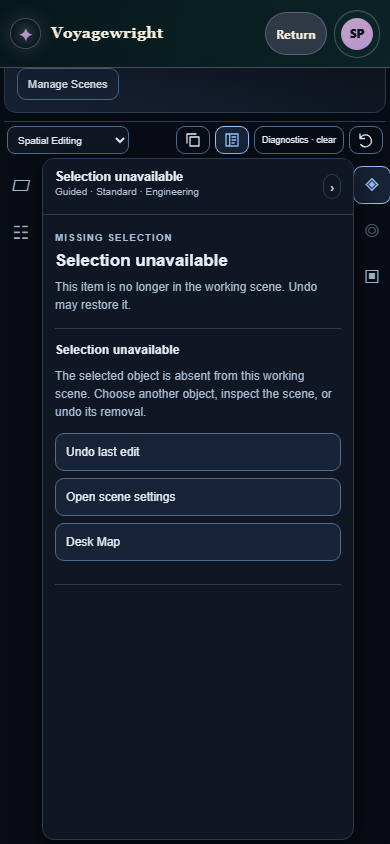 Voyagewright
Return
SP
Manage Scenes
Spatial Editing
Diagnostics · clear
Selection unavailable
Guided · Standard · Engineering
MISSING SELECTION
Selection unavailable
This item is no longer in the working scene. Undo
may restore it.
Selection unavailable
The selected object is absent from this working
scene. Choose another object, inspect the scene, or
undo its removal.
Undo last edit
Open scene settings
Desk Map